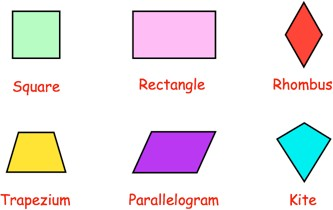 Square
Rectangle
Rhombus
Trapezium
Parallelogram
Kite